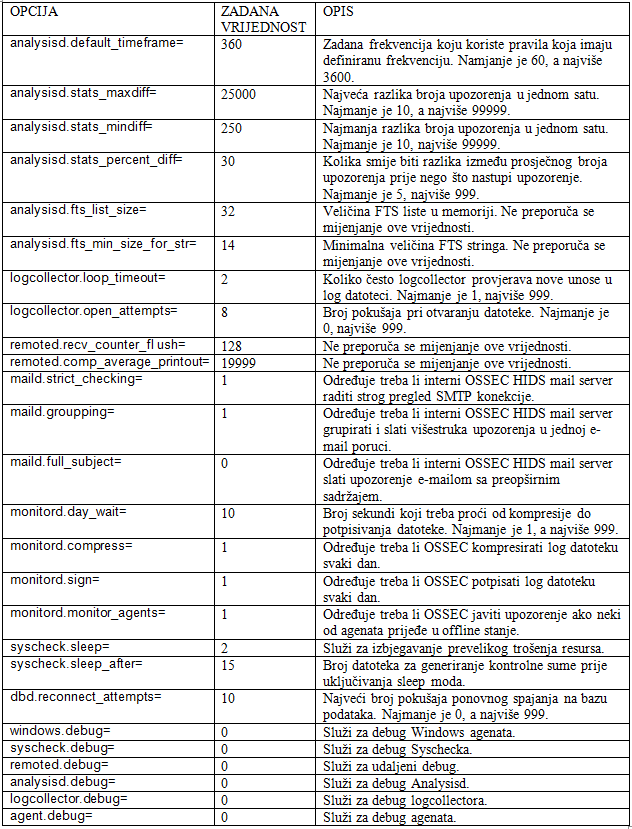 OPCIJA ZADANA VRIJEDNOST OPIS
analysisd.default_timeframe= 360 Zadana frekvencija koju koriste pravila koja imaju
definiranu frekvenciju. Namjanje je 60, a najviše
3600.
analysisd.stats_maxdiff= 25000 Najveća razlika broja upozorenja u jednom satu.
Najmanje je 10, a najviše 99999.
analysisd.stats_mindiff= 250 Najmanja razlika broja upozorenja u jednom satu.
Najmanje je 10, najviše 99999.
analysisd.stats_percent_diff= 30 Kolika smije biti razlika između prosječnog broja
upozorenja prije nego što nastupi upozorenje.
Najmanje je 5, najviše 999.
analysisd.fts_list_size= 32 Veličina FTS liste u memoriji. Ne preporuča se
mijenjanje ove vrijednosti.
analysisd.fts_min_size_for_str= 14 Minimalna veličina FTS stringa. Ne preporuča se
mijenjanje ove vrijednosti.
logcollector.loop_timeout= 2 Koliko često logcollector provjerava nove unose u
log datoteci. Najmanje je 1, najviše 999.
logcollector.open_attempts= 8 Broj pokušaja pri otvaranju datoteke. Najmanje je
0, najviše 999.
remoted.recv_counter_fl ush= 128 Ne preporuča se mijenjanje ove vrijednosti.
remoted.comp_average_printout= 19999 Ne preporuča se mijenjanje ove vrijednosti.
maild.strict_checking= 1 Određuje treba li interni OSSEC HIDS mail server
raditi strog pregled SMTP konekcije.
maild.groupping= 1 Određuje treba li interni OSSEC HIDS mail server
grupirati i slati višestruka upozorenja u jednoj e-
mail poruci.
maild.full_subject= 0 Određuje treba li interni OSSEC HIDS mail server
slati upozorenje e-mailom sa preopširnim
sadržajem.
monitord.day_wait= 10 Broj sekundi koji treba proći od kompresije do
potpisivanja datoteke. Najmanje je 1, a najviše 999.
monitord.compress= 1 Određuje treba li OSSEC kompresirati log datoteku
svaki dan.
monitord.sign= 1 Određuje treba li OSSEC potpisati log datoteku
svaki dan.
monitord.monitor_agents= 1 Određuje treba li OSSEC javiti upozorenje ako neki
od agenata prijeđe u offline stanje.
syscheck.sleep= 2 Služi za izbjegavanje prevelikog trošenja resursa.
syscheck.sleep_after= 15 Broj datoteka za generiranje kontrolne sume prije
uključivanja sleep moda.
dbd.reconnect_attempts= 10 Najveći broj pokušaja ponovnog spajanja na bazu
podataka. Najmanje je 0, a najviše 999.
windows.debug= 0 Služi za debug Windows agenata.
syscheck.debug= 0 Služi za debug Syschecka.
remoted.debug= 0 Služi za udaljeni debug.
analysisd.debug= 0 Služi za debug Analysisd.
logcollector.debug= 0 Služi za debug logcollectora.
agent.debug= 0 Služi za debug agenata.